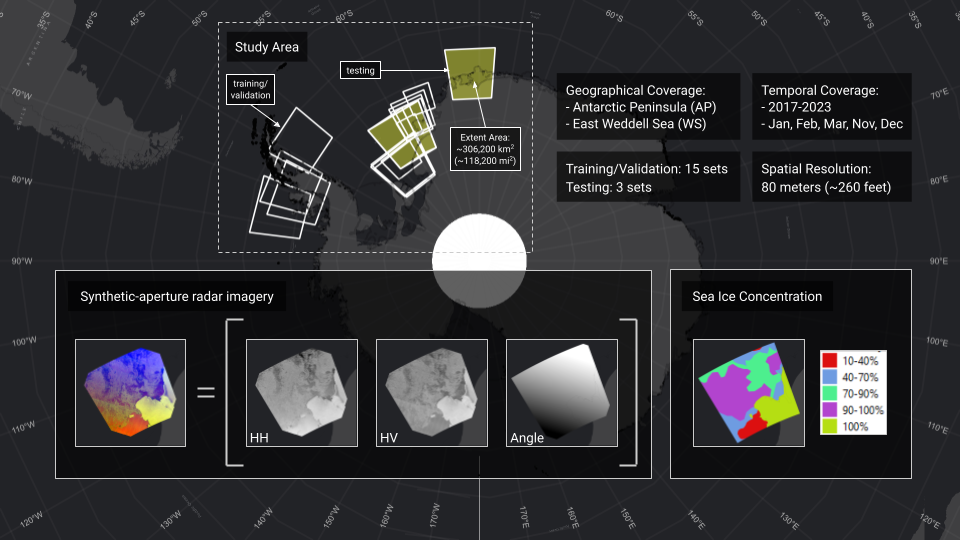 35°S
40°S
45°S
50°S
55°S
60°S
60°S
55°S
50°S
45°S
40°S
35°S
Study Area
training/
validation
testing
Extent Area:
~306,200 km²
(~118,200 mi²)
Geographical Coverage:
- Antarctic Peninsula (AP)
- East Weddell Sea (WS)
Temporal Coverage:
- 2017-2023
- Jan, Feb, Mar, Nov, Dec
Training/Validation: 15 sets
Testing: 3 sets
Spatial Resolution:
80 meters (~260 feet)
70°W
70°E
80°W
80°E
90°W
90°E
Synthetic-aperture radar imagery
=
HH
HV
Angle
Sea Ice Concentration
10-40%
40-70%
70-90%
90-100%
100%
100°W
100°E
110°W
110°E
120°W
130°W
140°W
150°W
160°W
170°W
170°E
160°E
150°E
140°E
130°E
120°E